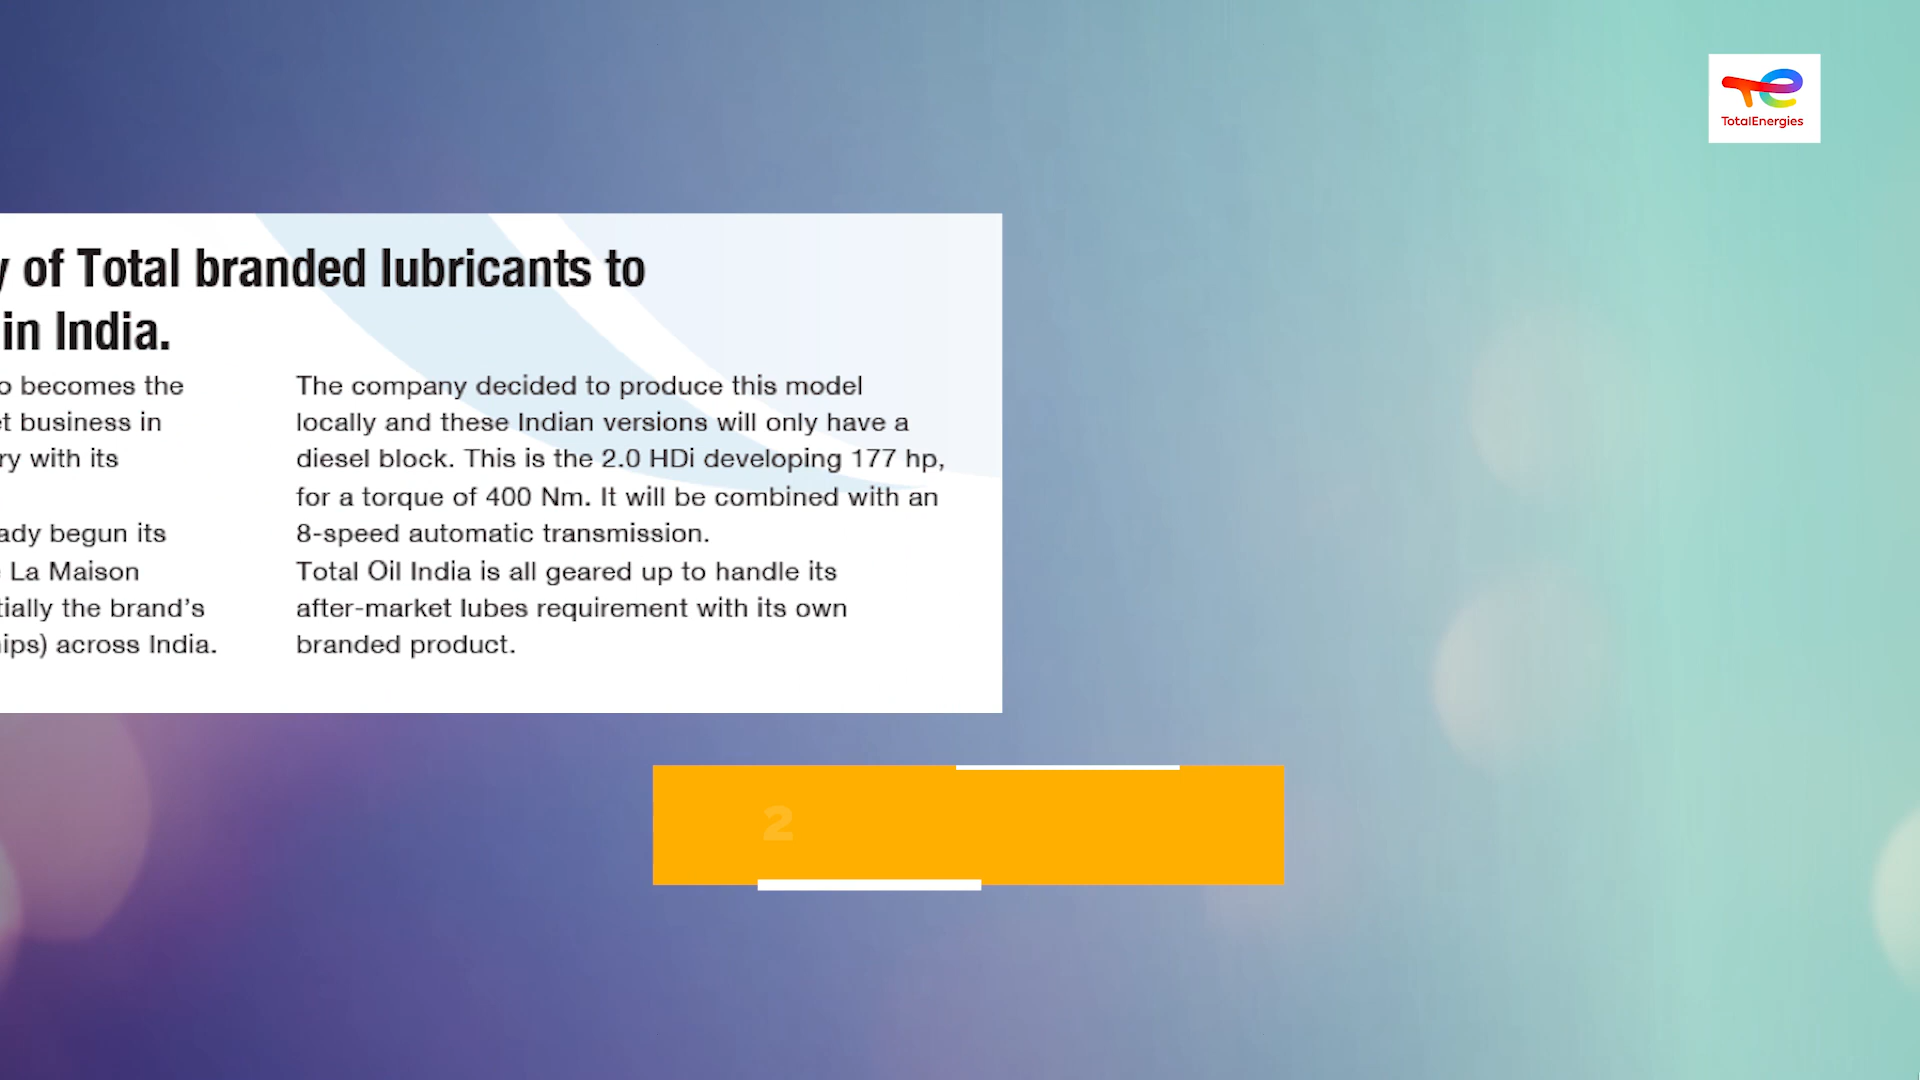 TotalEnergies
of Total branded lubricants to
in India.
becomes the
business in
with its
begun its
La Maison
the brand's
across India.
The company decided to produce this model
locally and these Indian versions will only have a
diesel block. This is the 2.0 HDi developing 177 hp,
for a torque of 400 Nm. It will be combined with an
8-speed automatic transmission.
Total Oil India is all geared up to handle its
after-market lubes requirement with its own
branded product.
2